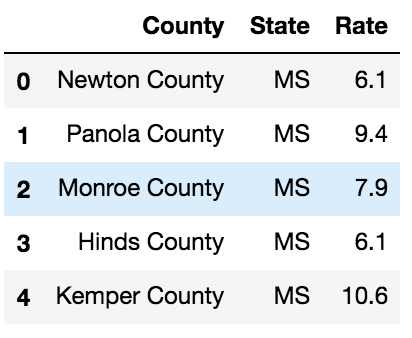 County State Rate
0 Newton County MS 6.1
1 Panola County MS 9.4
2 Monroe County MS 7.9
3 Hinds County MS 6.1
4 Kemper County MS 10.6